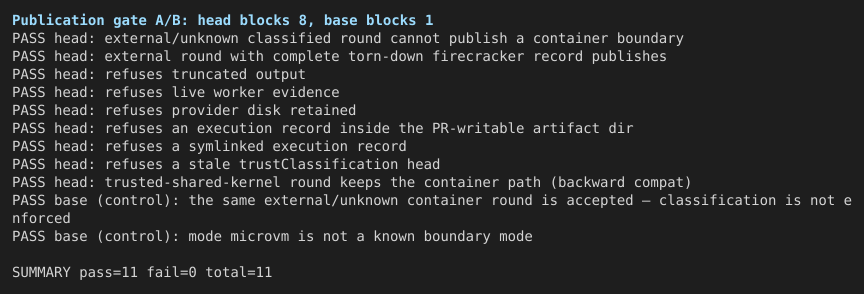 Publication gate A/B: head blocks 8, base blocks 1
PASS head: external/unknown classified round cannot publish a container boundary
PASS head: external round with complete torn-down firecracker record publishes
PASS head: refuses truncated output
PASS head: refuses live worker evidence
PASS head: refuses provider disk retained
PASS head: refuses an execution record inside the PR-writable artifact dir
PASS head: refuses a symlinked execution record
PASS head: refuses a stale trustClassification head
PASS head: trusted-shared-kernel round keeps the container path (backward compat)
PASS base (control): the same external/unknown container round is accepted — classification is not e
nforced
PASS base (control): mode microvm is not a known boundary mode
SUMMARY pass=11 fail=0 total=11